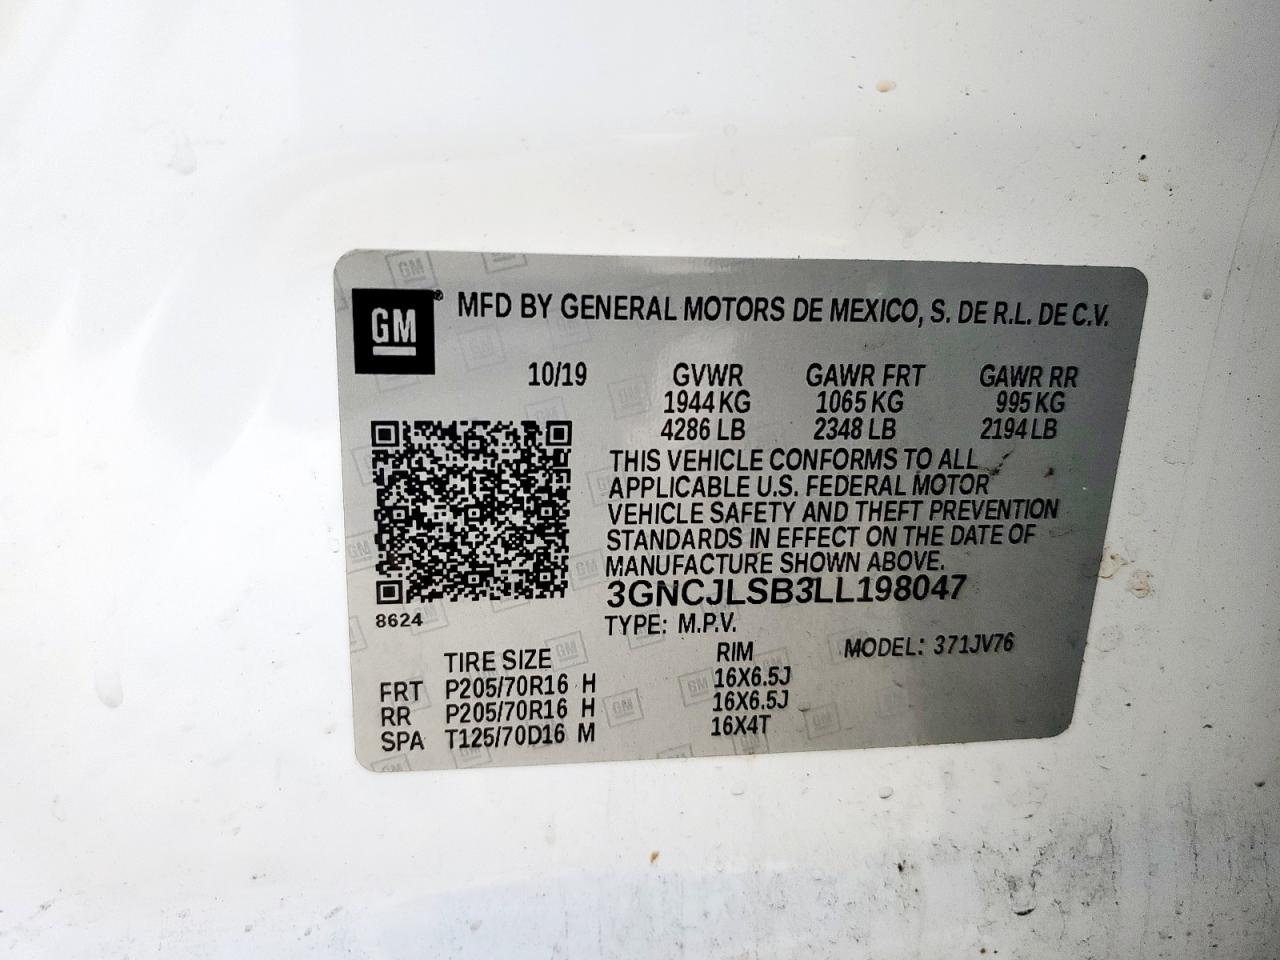 GM® MFD BY GENERAL MOTORS DE MEXICO, S. DE R.L. DE C.V.
10/19 GVWR GAWR FRT GAWR RR
1944 KG 1065 KG 995 KG
4286 LB 2348 LB 2194 LB
THIS VEHICLE CONFORMS TO ALL
APPLICABLE U.S. FEDERAL MOTOR
VEHICLE SAFETY AND THEFT PREVENTION
STANDARDS IN EFFECT ON THE DATE OF
MANUFACTURE SHOWN ABOVE.
3GNCJLSB3LL198047
8624 TYPE: M.P.V.
TIRE SIZE RIM MODEL: 371JV76
FRT P205/70R16 H 16X6.5J
RR P205/70R16 H 16X6.5J
SPA T125/70D16 M 16X4T